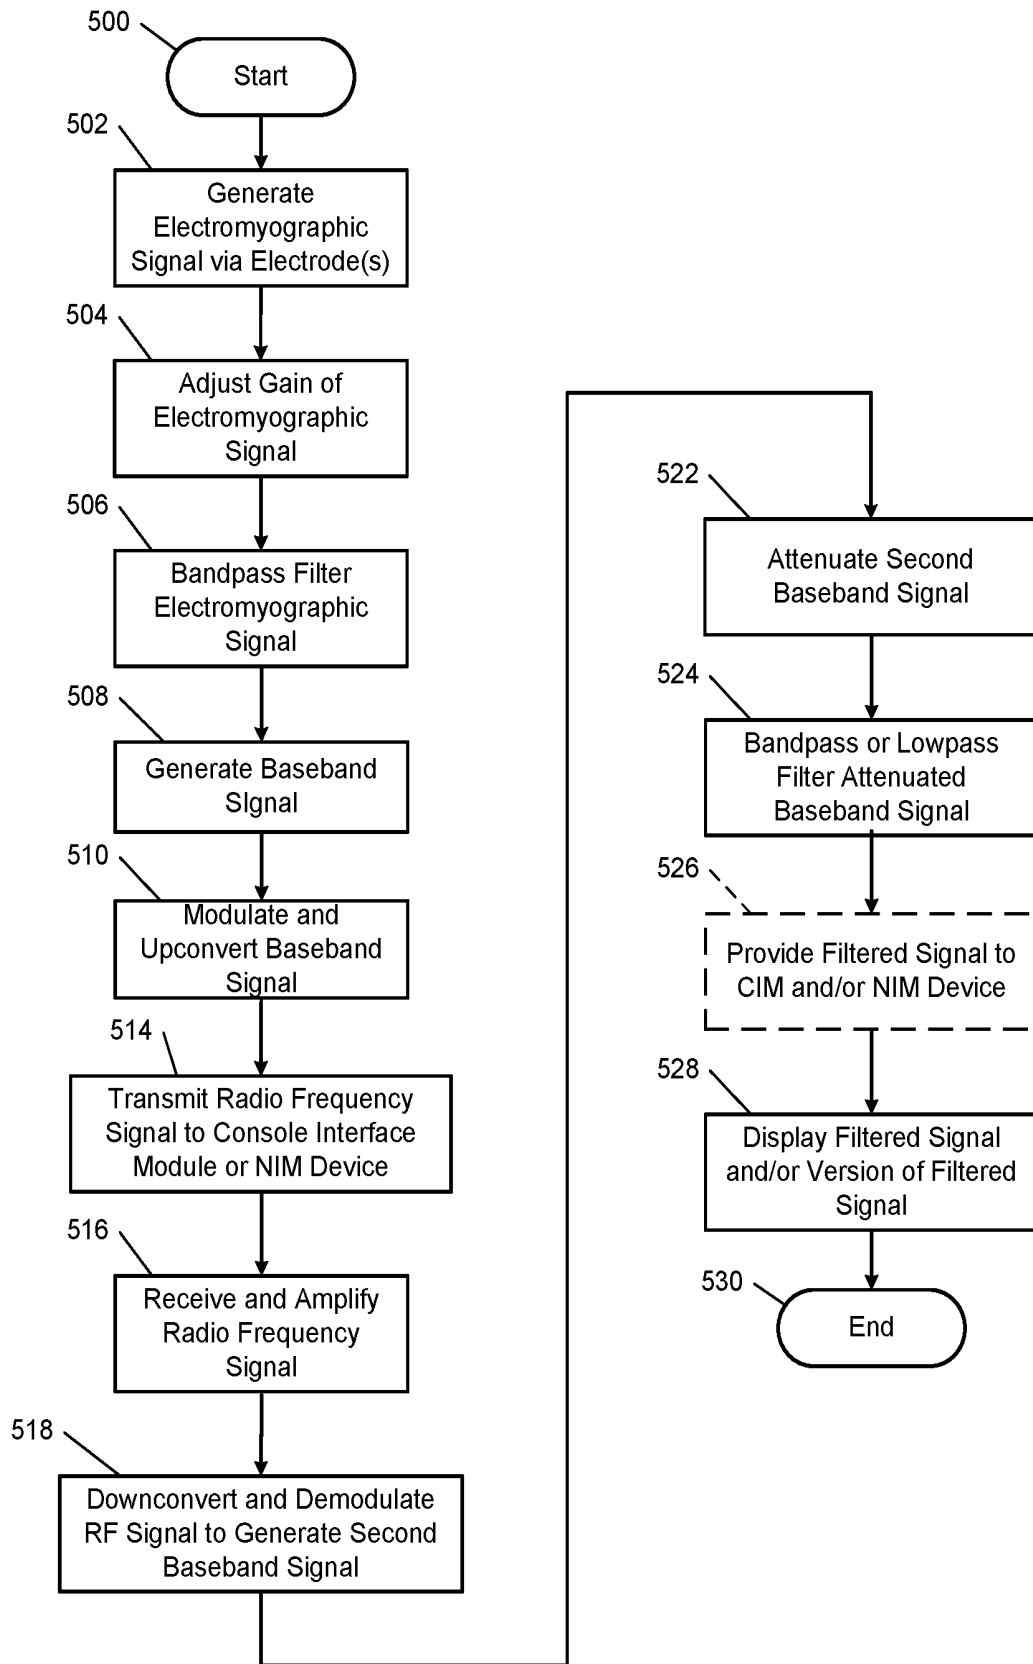 500
Start
502
Generate
Electromyographic
Signal via Electrode(s)
504
Adjust Gain of
Electromyographic
Signal
506
Bandpass Filter
Electromyographic
Signal
508
Generate Baseband
SIgnal
510
Modulate and
Upconvert Baseband
Signal
514
Transmit Radio Frequency
Signal to Console Interface
Module or NIM Device
516
Receive and Amplify
Radio Frequency
Signal
518
Downconvert and Demodulate
RF Signal to Generate Second
Baseband Signal
522
Attenuate Second
Baseband Signal
524
Bandpass or Lowpass
Filter Attenuated
Baseband Signal
526
Provide Filtered Signal to
CIM and/or NIM Device
528
Display Filtered Signal
and/or Version of Filtered
Signal
530
End